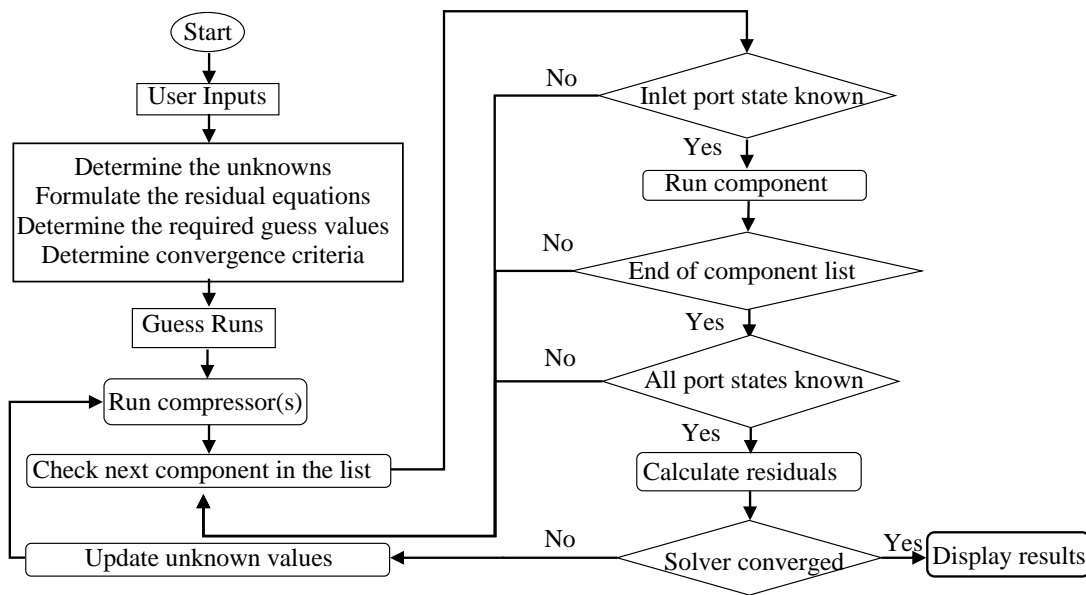 Start
User Inputs
Determine the unknowns
Formulate the residual equations
Determine the required guess values
Determine convergence criteria
Guess Runs
Run compressor(s)
Check next component in the list
Update unknown values
No
Inlet port state known
Yes
Run component
No
End of component list
Yes
No
All port states known
Yes
Calculate residuals
No
Solver converged
Yes
Display results